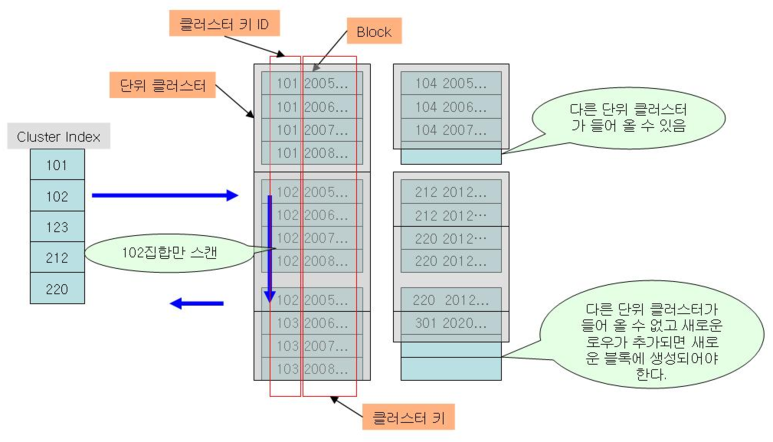 클러스터 키 ID
Block
단위 클러스터
Cluster Index
101
102
123
212
220
101 2005...
101 2006...
101 2007...
101 2008...
102 2005...
102 2006...
102 2007...
102 2008...
102 2005...
103 2006...
103 2007...
103 2008...
102집합만 스캔
104 2005...
104 2006...
104 2007...
212 2012...
212 2012...
220 2012...
220 2012...
220 2012...
301 2020...
다른 단위 클러스터
가 들어 올 수 있음
다른 단위 클러스터가
들어 올 수 없고 새로운
로우가 추가되면 새로
운 블록에 생성되어야
한다.
클러스터 키